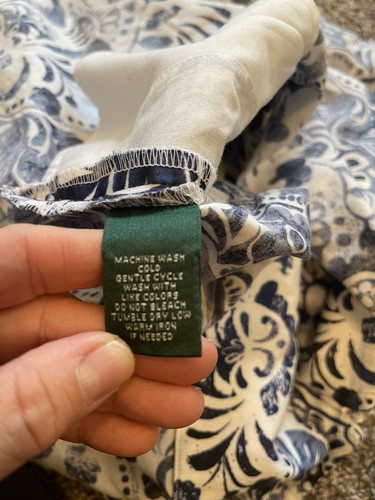 MACHINE WASH
COLD
GENTLE CYCLE
WASH WITH
LIKE COLORS
DO NOT BLEACH
TUMBLE DRY LOW
WARM IRON
IF NEEDED